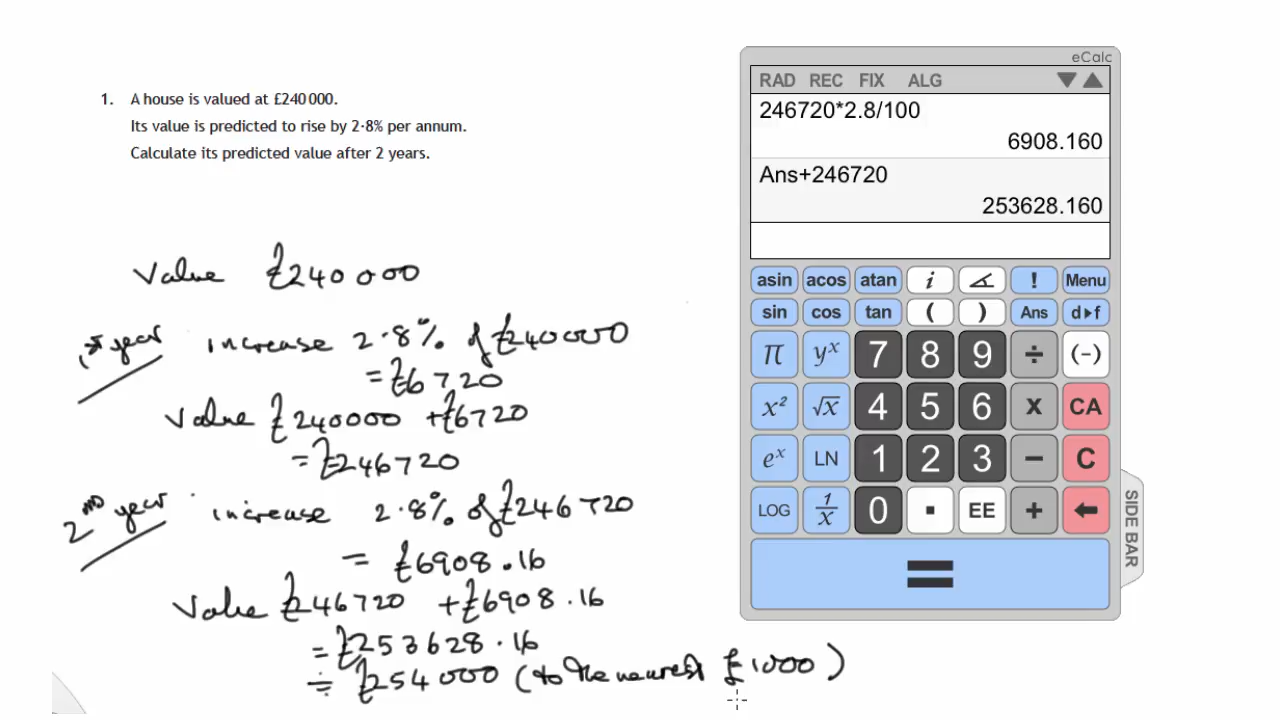 1. A house is valued at £240 000.
Its value is predicted to rise by 2·8% per annum.
Calculate its predicted value after 2 years.
Value £240000
1st year increase 2.8% of £240000
= £6720
Value £240000 + £6720
= £246720
2nd year increase 2.8% of £246720
= £6908.16
Value £246720 + £6908.16
= £253628.16
≑ £254000 (to the nearest £1000)
eCalc
RAD REC FIX ALG ▼▲
246720*2.8/100
6908.160
Ans+246720
253628.160
asin acos atan i ∠ ! Menu
sin cos tan ( ) Ans d▸f
π yˣ 7 8 9 ÷ (-)
x² √x 4 5 6 x CA
eˣ LN 1 2 3 − C
LOG 1/x 0 . EE + ←
=
SIDE BAR